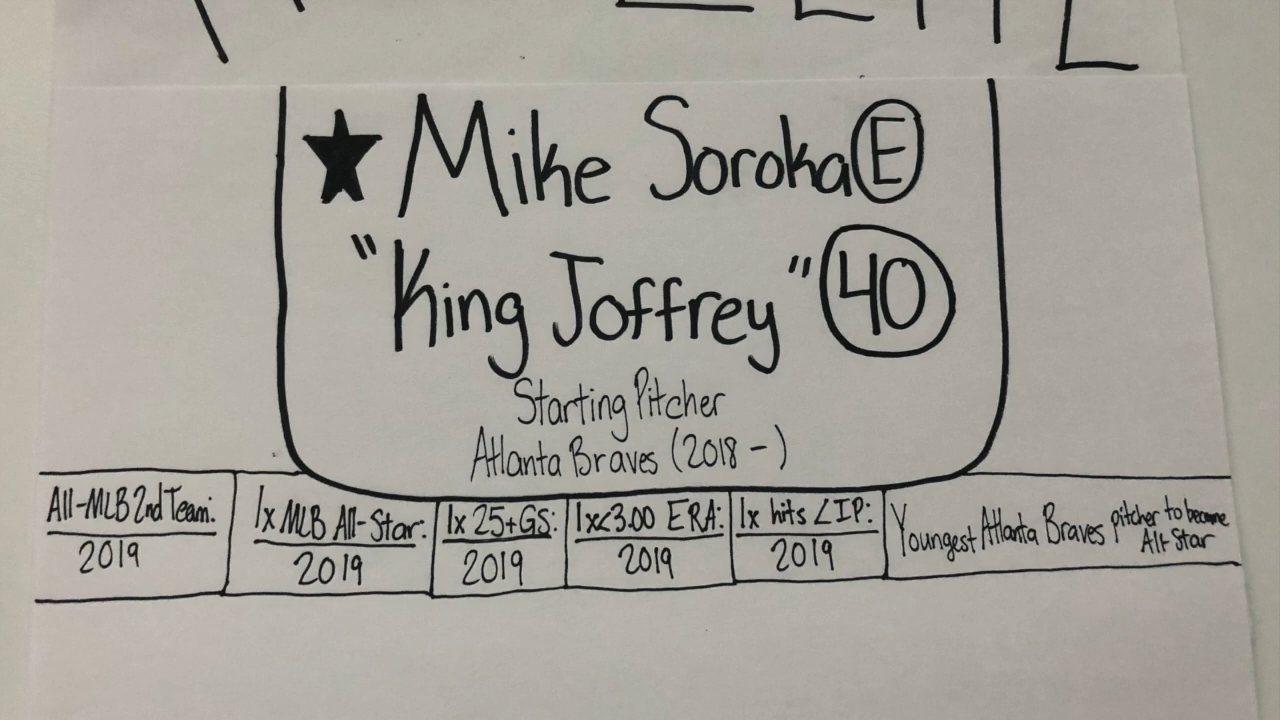 ★ Mike Soroka Ⓔ
"King Joffrey" 40
Starting Pitcher
Atlanta Braves (2018 - )
All-MLB 2nd Team:
2019
1x MLB All-Star:
2019
1x 25+GS:
2019
1x<3.00 ERA:
2019
1x hits < IP:
2019
Youngest Atlanta Braves pitcher to become
All-Star